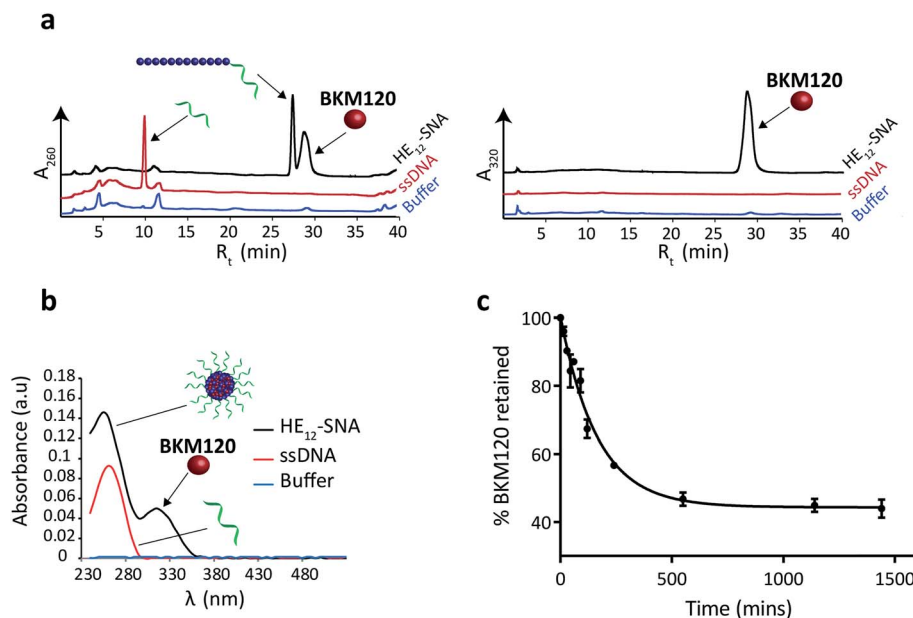 a
BKM120
A260
HE12-SNA
ssDNA
Buffer
5 10 15 20 25 30 35 40
Rt (min)
BKM120
A320
HE12-SNA
ssDNA
Buffer
5 10 15 20 25 30 35 40
Rt (min)
b
Absorbance (a.u)
0.18
0.16
0.14
0.12
0.1
0.08
0.06
0.04
0.02
0
230 280 330 380 430 480
λ (nm)
BKM120
HE12-SNA
ssDNA
Buffer
c
% BKM120 retained
100
80
60
40
0 500 1000 1500
Time (mins)